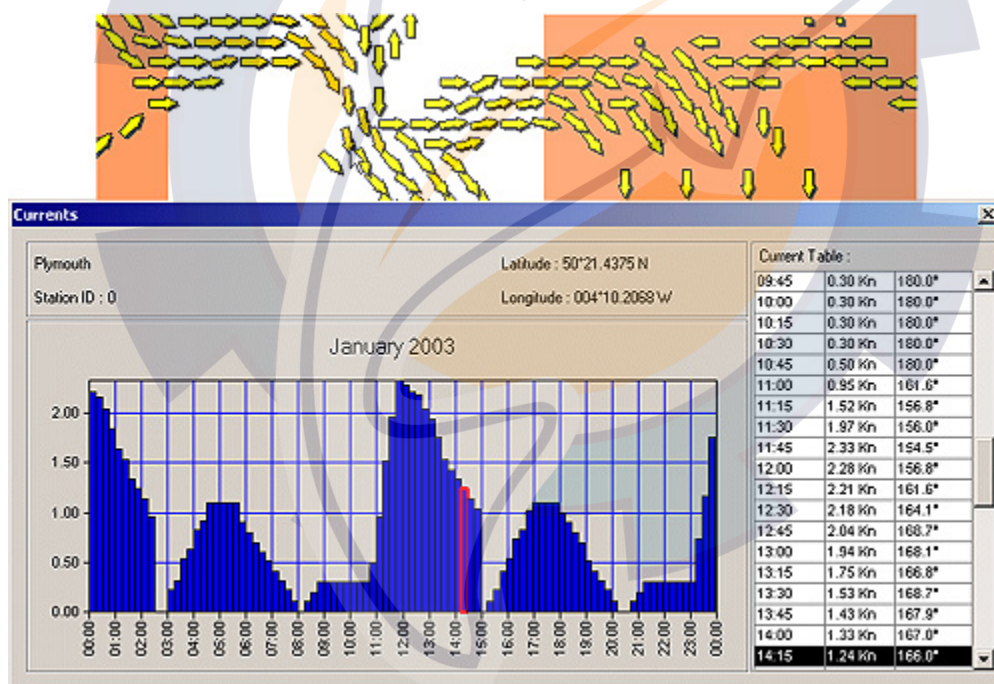 Currents
Plymouth
Latitude : 50°21.4375 N
Station ID : 0
Longitude : 004°10.2068 W
January 2003
2.00
1.50
1.00
0.50
0.00
00:00 01:00 02:00 03:00 04:00 05:00 06:00 07:00 08:00 09:00 10:00 11:00 12:00 13:00 14:00 15:00 16:00 17:00 18:00 19:00 20:00 21:00 22:00 23:00 00:00
Current Table :
09:45 0.30 Kn 180.0°
10:00 0.30 Kn 180.0°
10:15 0.30 Kn 180.0°
10:30 0.30 Kn 180.0°
10:45 0.50 Kn 180.0°
11:00 0.95 Kn 161.6°
11:15 1.52 Kn 156.8°
11:30 1.97 Kn 156.0°
11:45 2.33 Kn 154.5°
12:00 2.28 Kn 156.8°
12:15 2.21 Kn 161.6°
12:30 2.18 Kn 164.1°
12:45 2.04 Kn 168.7°
13:00 1.94 Kn 168.1°
13:15 1.75 Kn 166.8°
13:30 1.53 Kn 168.7°
13:45 1.43 Kn 167.9°
14:00 1.33 Kn 167.0°
14:15 1.24 Kn 166.0°